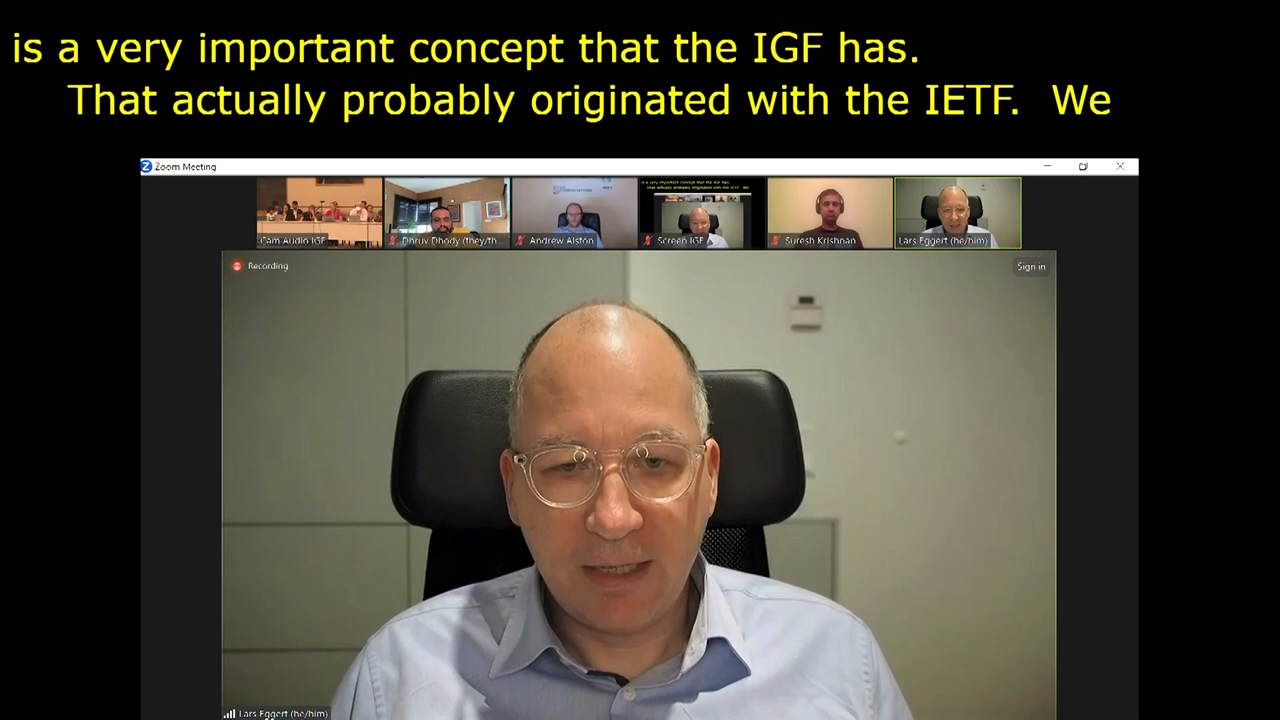 is a very important concept that the IGF has.
That actually probably originated with the IETF.  We
Zoom Meeting
Cam Audio IGF
Dhruv Dhody (they/th...
Andrew Alston
Screen IGF
Suresh Krishnan
Lars Eggert (he/him)
Recording
Sign in
Lars Eggert (he/him)